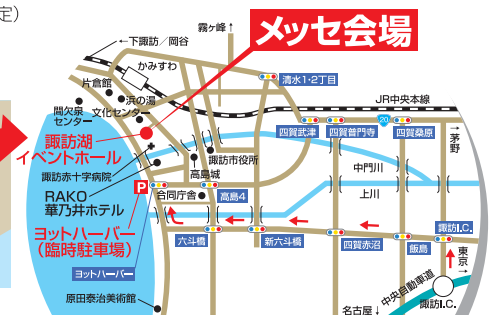 定)
霧ヶ峰↑
メッセ会場
←下諏訪/岡谷
かみすわ
清水1·2丁目
片倉館
浜の湯
間欠泉
センター
文化センター
JR中央本線
20
四賀武津
四賀普門寺
四賀桑原
→茅野
諏訪湖
イベントホール
諏訪市役所
諏訪赤十字病院
高島城
中門川
上川
RAKO
華乃井ホテル
P
合同庁舎
高島4
ヨットハーバー
(臨時駐車場)
六斗橋
新六斗橋
四賀赤沼
飯島
諏訪I.C.
東京→
ヨットハーバー
中央自動車道
諏訪I.C.
原田泰治美術館
名古屋↓